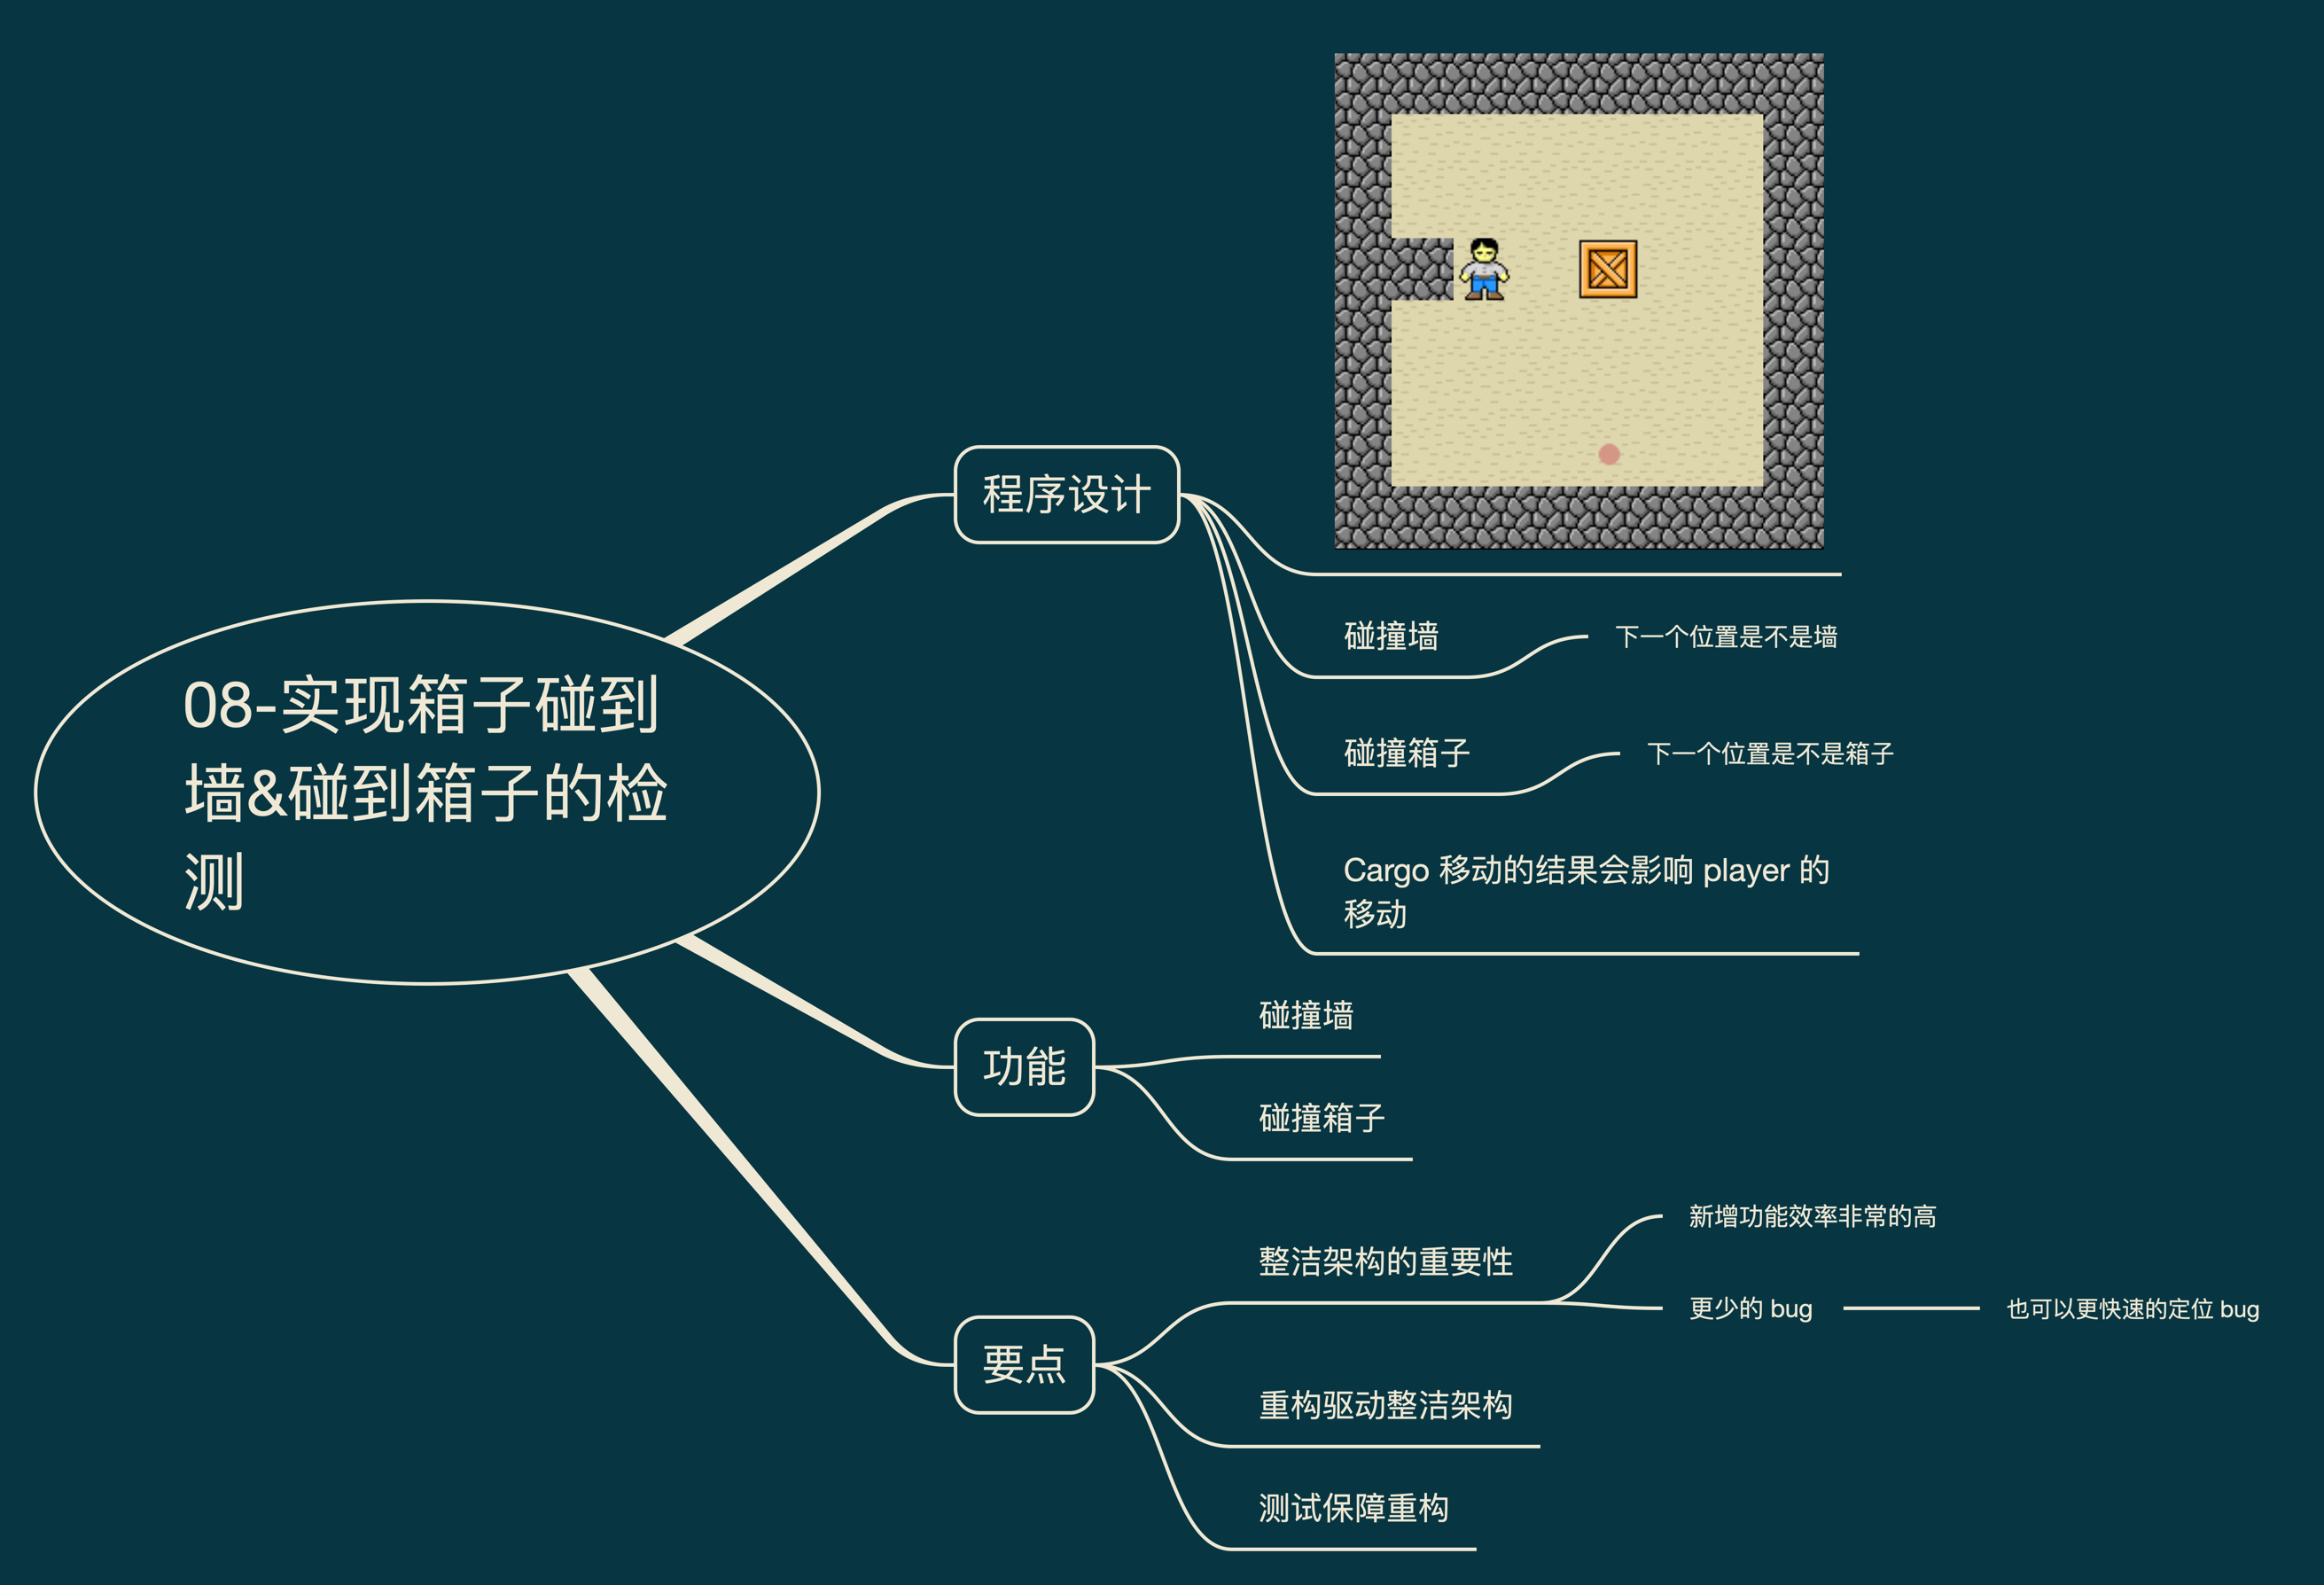 08-实现箱子碰到
墙&碰到箱子的检
测
程序设计
碰撞墙
下一个位置是不是墙
碰撞箱子
下一个位置是不是箱子
Cargo 移动的结果会影响 player 的
移动
功能
碰撞墙
碰撞箱子
要点
整洁架构的重要性
新增功能效率非常的高
更少的 bug
也可以更快速的定位 bug
重构驱动整洁架构
测试保障重构